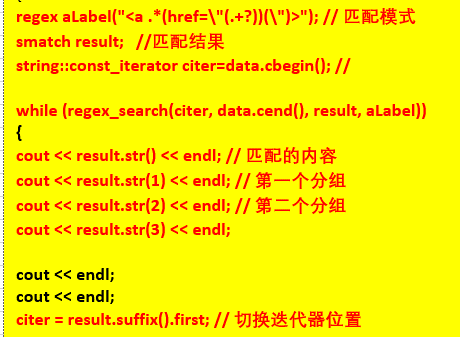 regex aLabel("<a .*(href=\"(.+?))(\")>"); // 匹配模式
smatch result;   //匹配结果
string::const_iterator citer=data.cbegin(); //
while (regex_search(citer, data.cend(), result, aLabel))
{
cout << result.str() << endl; // 匹配的内容
cout << result.str(1) << endl; // 第一个分组
cout << result.str(2) << endl; // 第二个分组
cout << result.str(3) << endl;
cout << endl;
cout << endl;
citer = result.suffix().first; // 切换迭代器位置